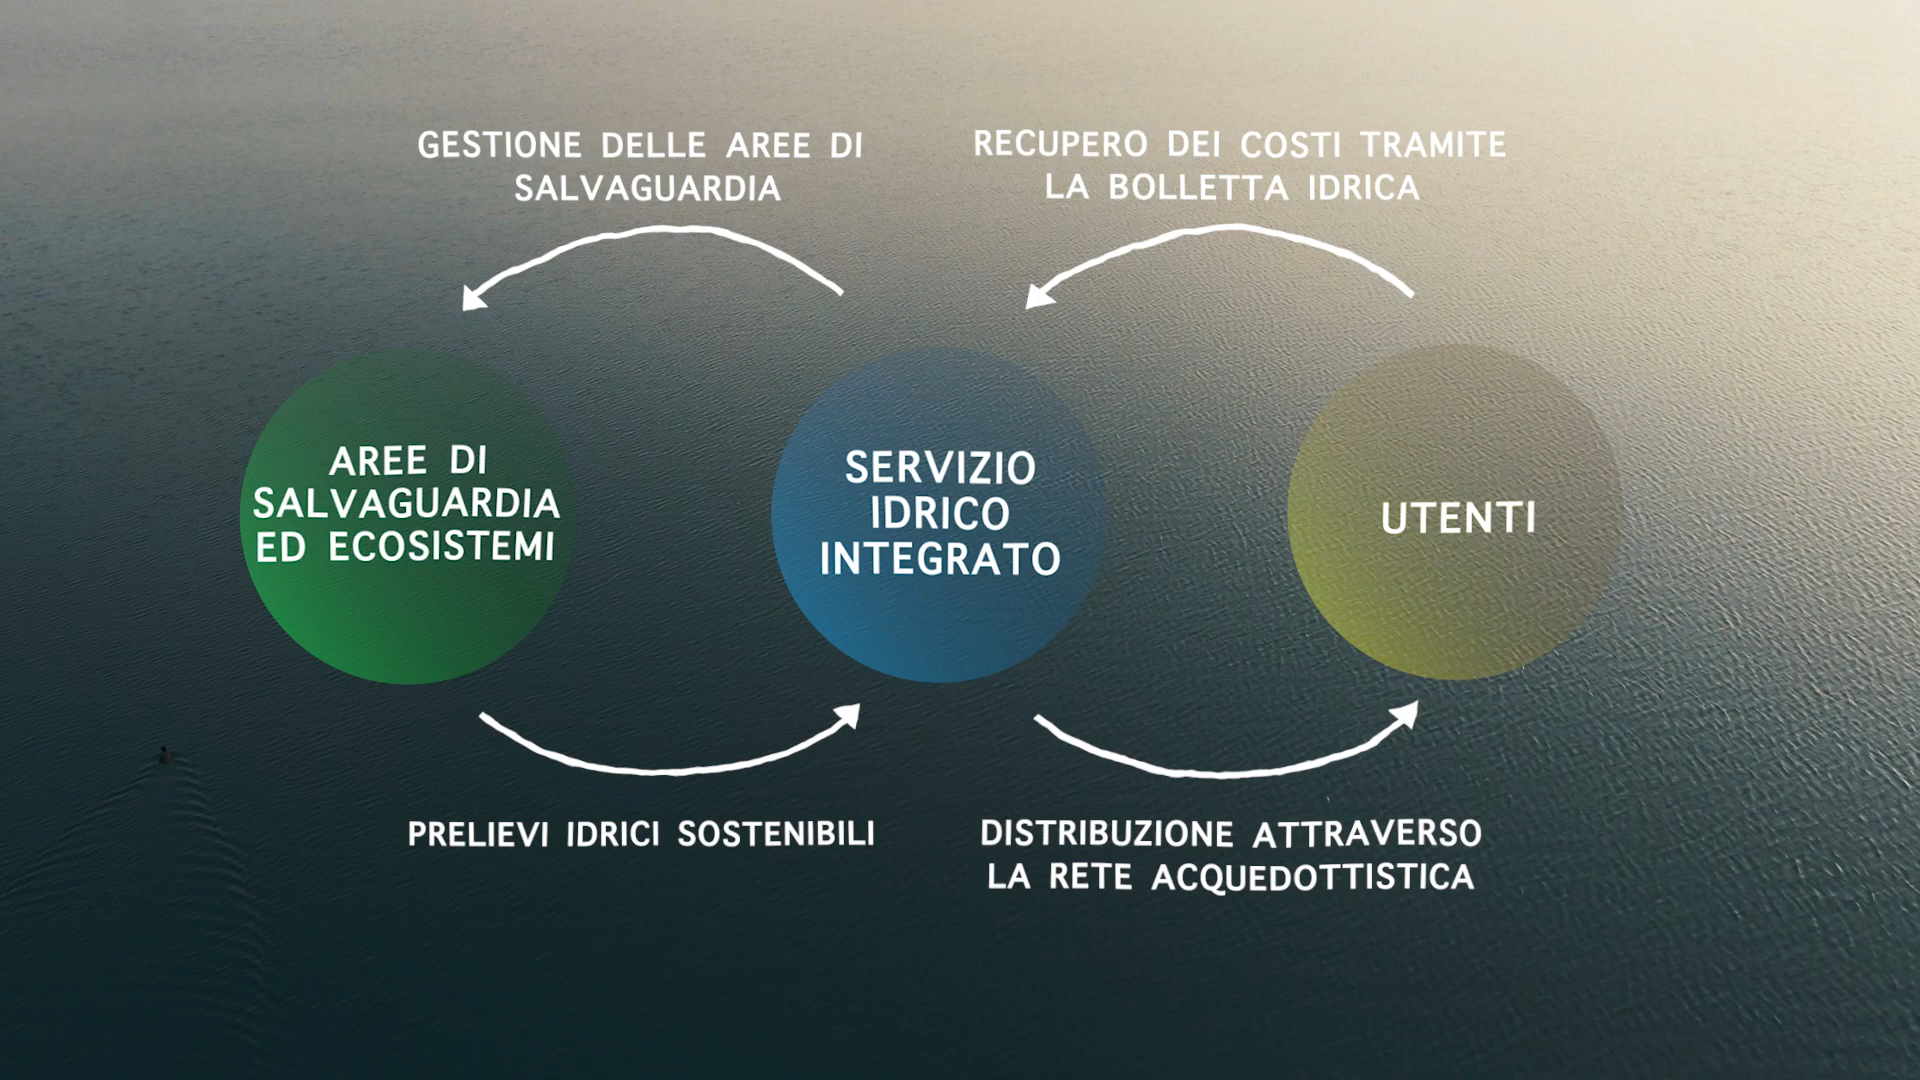 GESTIONE DELLE AREE DI
SALVAGUARDIA
RECUPERO DEI COSTI TRAMITE
LA BOLLETTA IDRICA
AREE DI
SALVAGUARDIA
ED ECOSISTEMI
SERVIZIO
IDRICO
INTEGRATO
UTENTI
PRELIEVI IDRICI SOSTENIBILI
DISTRIBUZIONE ATTRAVERSO
LA RETE ACQUEDOTTISTICA